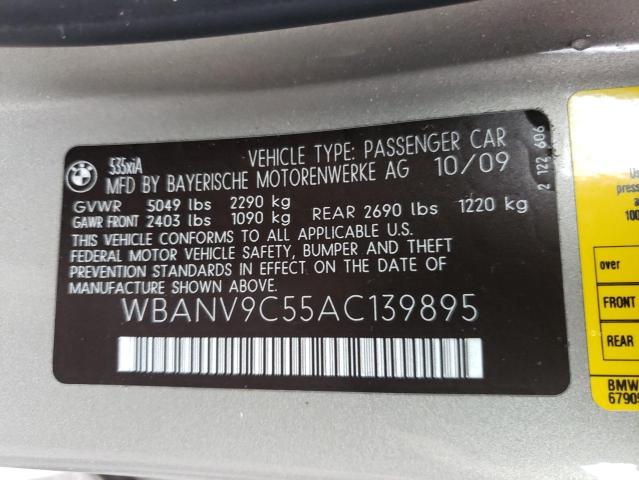 BMW
535xiA
VEHICLE TYPE: PASSENGER CAR
MFD BY BAYERISCHE MOTORENWERKE AG 10/09
GVWR 5049 lbs 2290 kg
GAWR FRONT 2403 lbs 1090 kg REAR 2690 lbs 1220 kg
THIS VEHICLE CONFORMS TO ALL APPLICABLE U.S.
FEDERAL MOTOR VEHICLE SAFETY, BUMPER AND THEFT
PREVENTION STANDARDS IN EFFECT ON THE DATE OF
MANUFACTURE SHOWN ABOVE.
WBANV9C55AC139895
2 122 606
over
FRONT
REAR
BMW